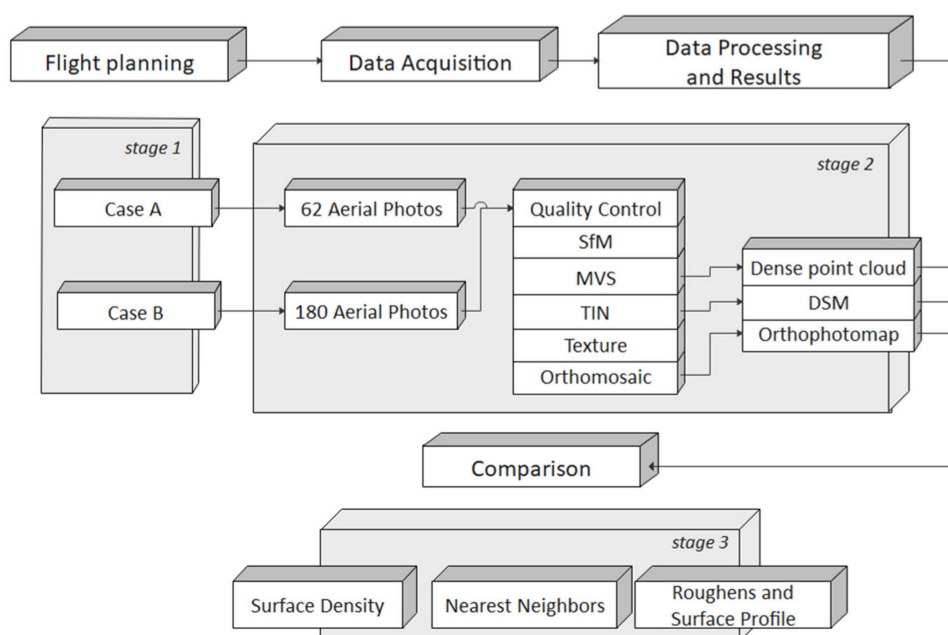 Flight planning
Data Acquisition
Data Processing
and Results
stage 1
stage 2
Case A
62 Aerial Photos
Quality Control
SfM
MVS
Dense point cloud
Case B
180 Aerial Photos
TIN
DSM
Texture
Orthophotomap
Orthomosaic
Comparison
stage 3
Surface Density
Nearest Neighbors
Roughens and
Surface Profile